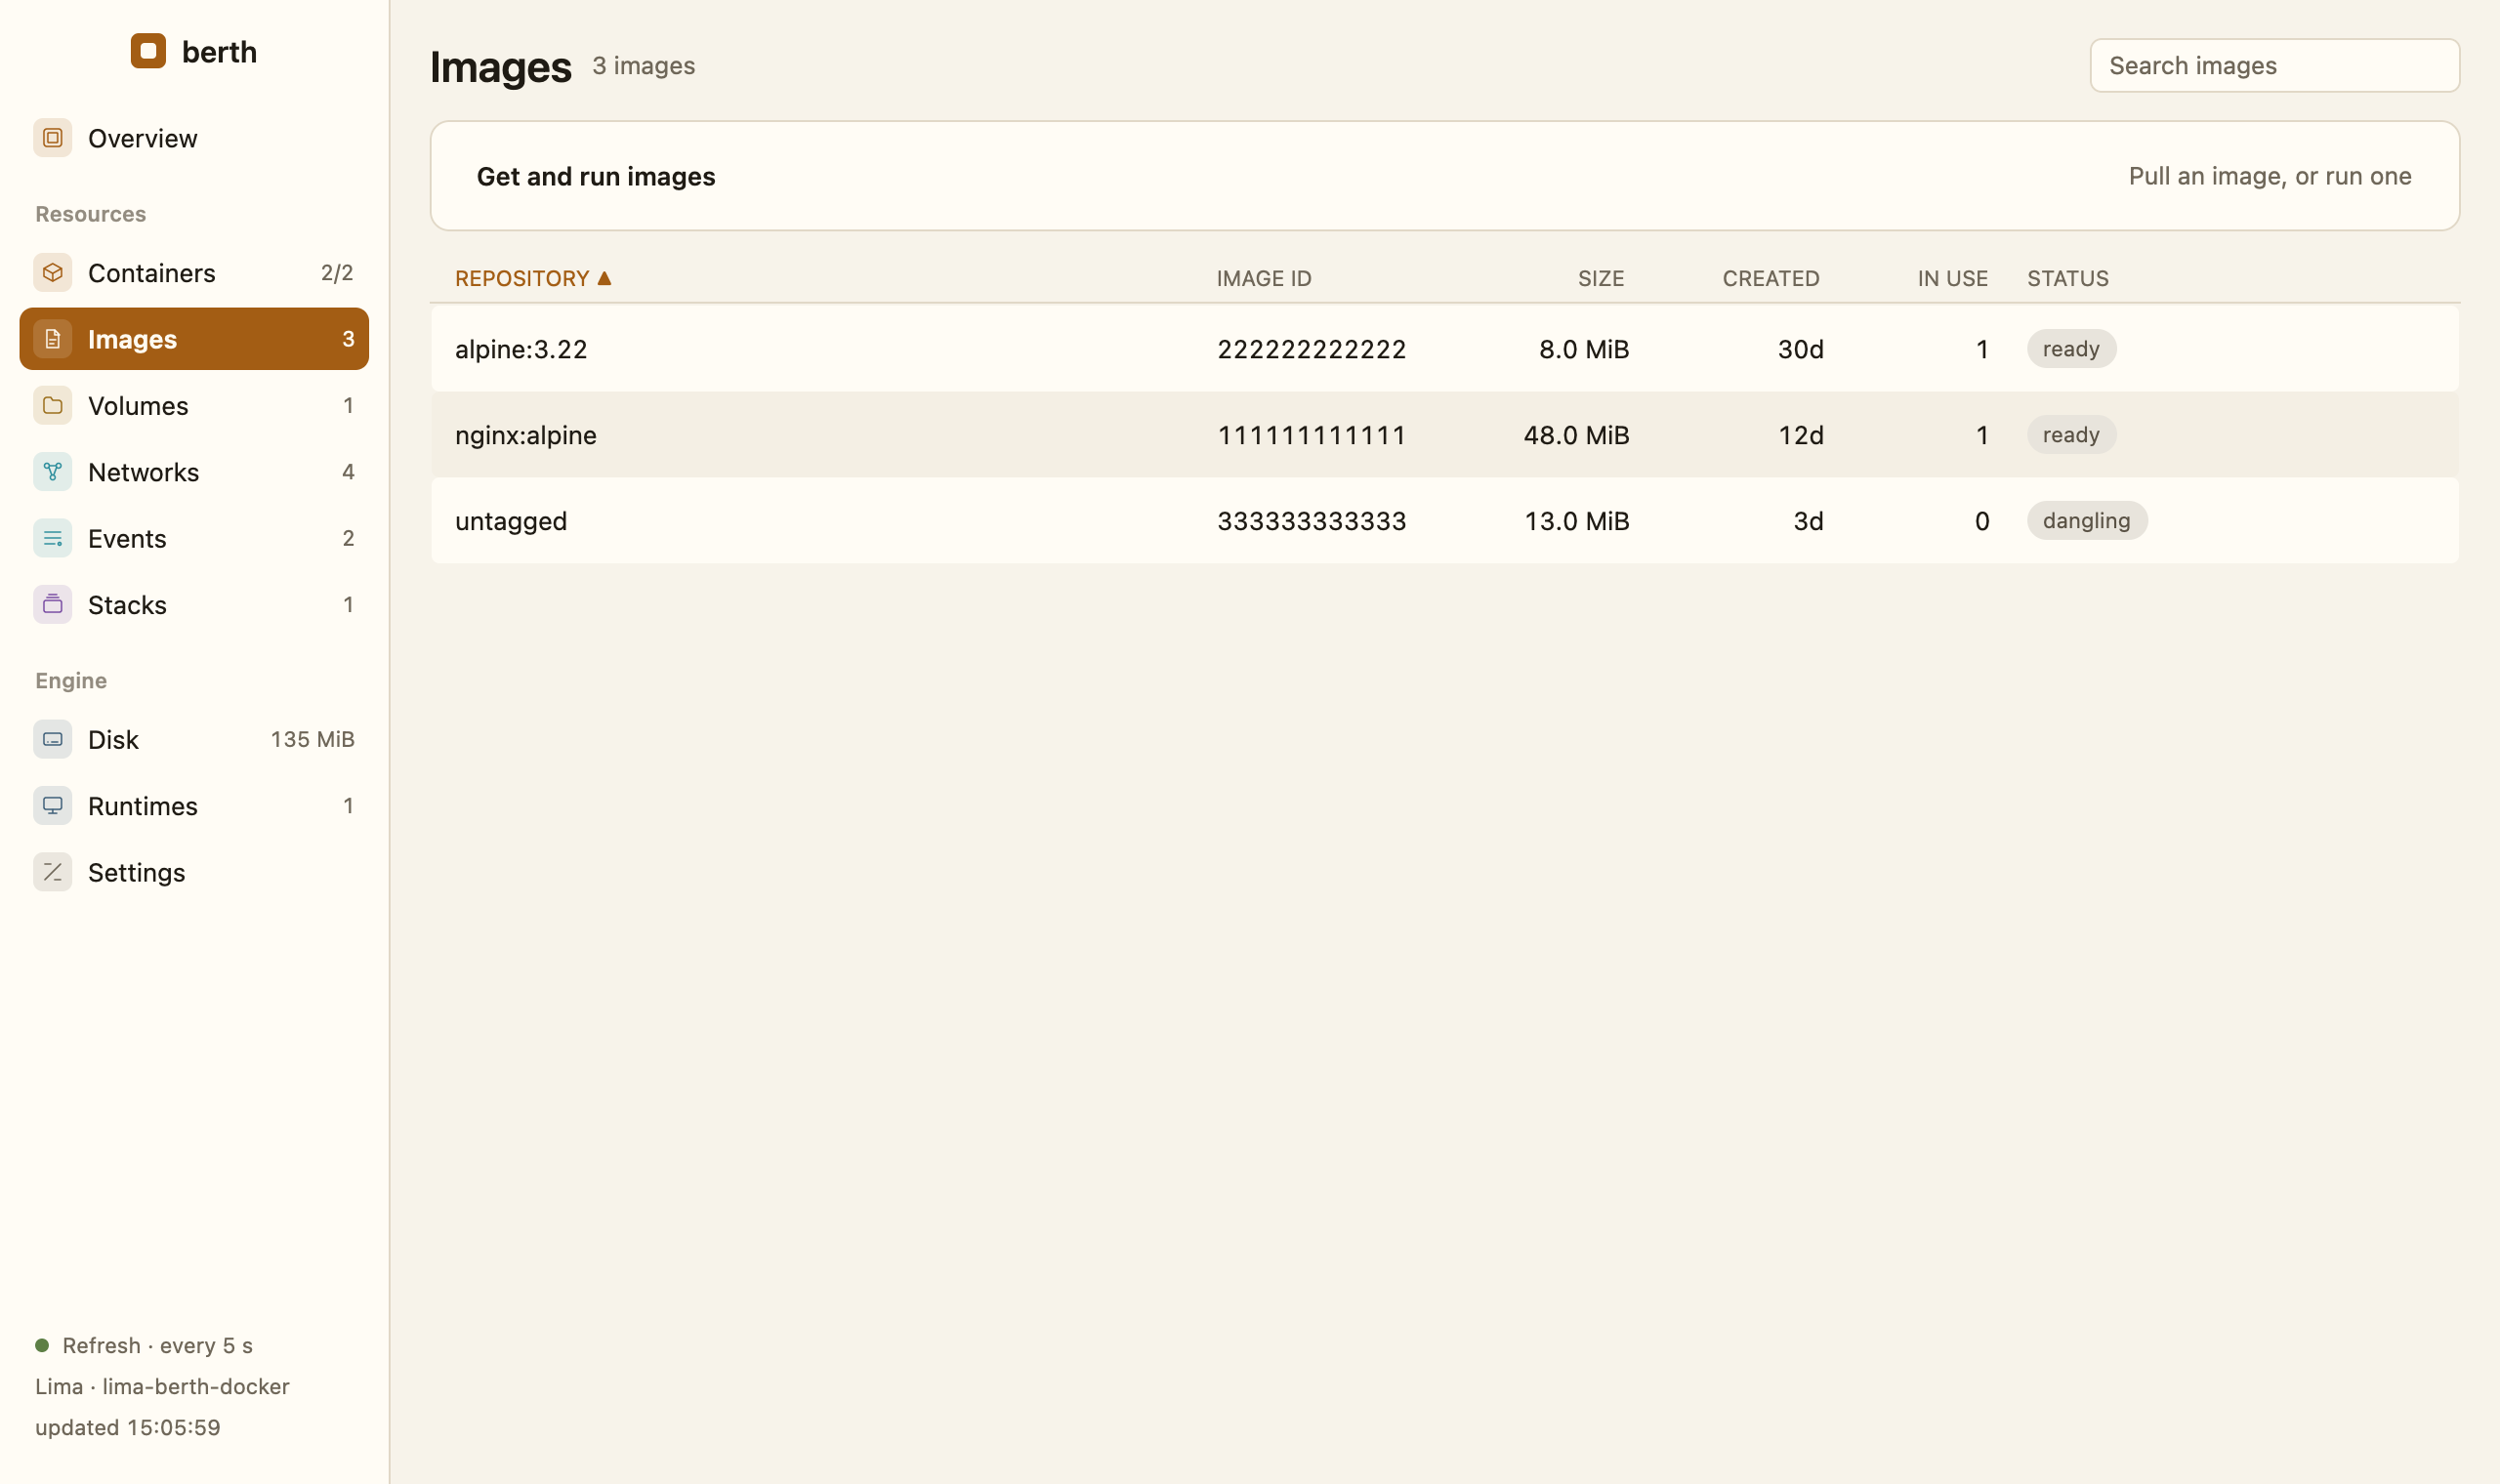 berth
Overview
Resources
Containers 2/2
Images 3
Volumes 1
Networks 4
Events 2
Stacks 1
Engine
Disk 135 MiB
Runtimes 1
Settings
Refresh · every 5 s
Lima · lima-berth-docker
updated 15:05:59
Images 3 images
Search images
Get and run images Pull an image, or run one
REPOSITORY ▲ IMAGE ID SIZE CREATED IN USE STATUS
alpine:3.22 222222222222 8.0 MiB 30d 1 ready
nginx:alpine 111111111111 48.0 MiB 12d 1 ready
untagged 333333333333 13.0 MiB 3d 0 dangling